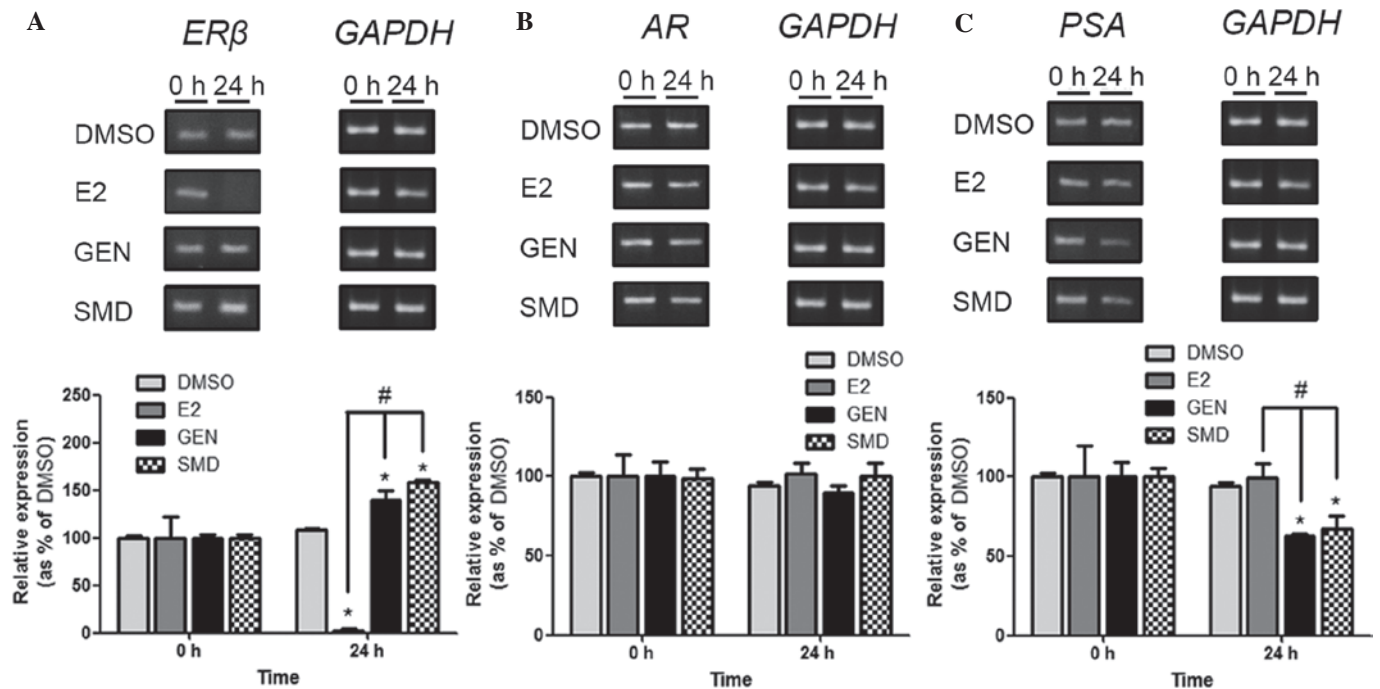 A
ERβ GAPDH
0 h 24 h 0 h 24 h
DMSO
E2
GEN
SMD
DMSO
E2
GEN
SMD
Relative expression
(as % of DMSO)
250
200
150
100
50
0
#
*
*
*
0 h 24 h
Time
B
AR GAPDH
0 h 24 h 0 h 24 h
DMSO
E2
GEN
SMD
DMSO
E2
GEN
SMD
Relative expression
(as % of DMSO)
150
100
50
0
0 h 24 h
Time
C
PSA GAPDH
0 h 24 h 0 h 24 h
DMSO
E2
GEN
SMD
DMSO
E2
GEN
SMD
Relative expression
(as % of DMSO)
150
100
50
0
#
*
*
0 h 24 h
Time